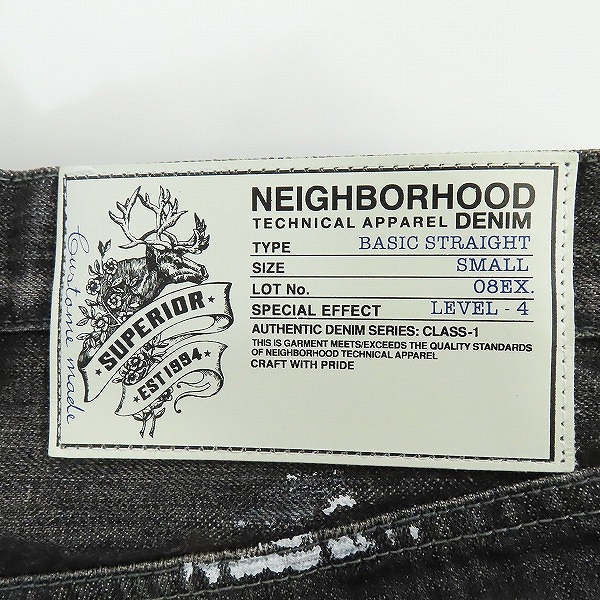 Custome made
SUPERIOR
EST 1994
NEIGHBORHOOD
TECHNICAL APPAREL DENIM
TYPE BASIC STRAIGHT
SIZE SMALL
LOT No. 08EX.
SPECIAL EFFECT LEVEL - 4
AUTHENTIC DENIM SERIES: CLASS-1
THIS IS GARMENT MEETS/EXCEEDS THE QUALITY STANDARDS
OF NEIGHBORHOOD TECHNICAL APPAREL
CRAFT WITH PRIDE